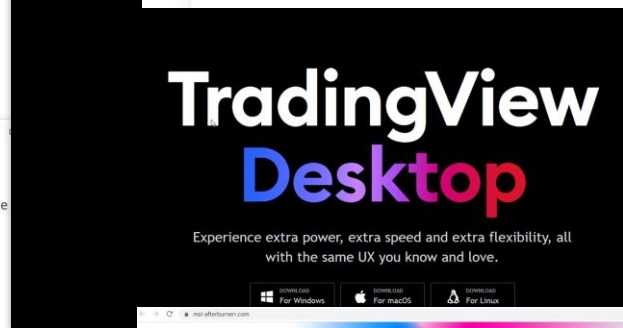 e
TradingView
Desktop
Experience extra power, extra speed and extra flexibility, all
with the same UX you know and love.
DOWNLOAD
For Windows
DOWNLOAD
For macOS
DOWNLOAD
For Linux
msi-afterburnerr.com